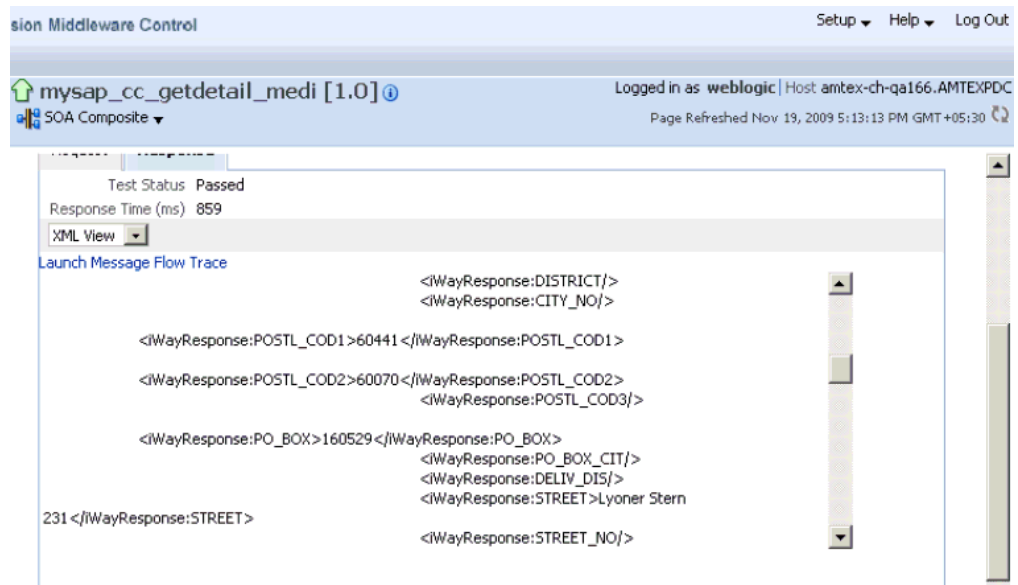 sion Middleware Control
Setup Help Log Out
mysap_cc_getdetail_medi [1.0]
Logged in as weblogic | Host amtex-ch-qa166.AMTEXPDC
SOA Composite
Page Refreshed Nov 19, 2009 5:13:13 PM GMT+05:30
Request Response
Test Status Passed
Response Time (ms) 859
XML View
Launch Message Flow Trace
<iWayResponse:DISTRICT/>
<iWayResponse:CITY_NO/>
<iWayResponse:POSTL_COD1>60441</iWayResponse:POSTL_COD1>
<iWayResponse:POSTL_COD2>60070</iWayResponse:POSTL_COD2>
<iWayResponse:POSTL_COD3/>
<iWayResponse:PO_BOX>160529</iWayResponse:PO_BOX>
<iWayResponse:PO_BOX_CIT/>
<iWayResponse:DELIV_DIS/>
<iWayResponse:STREET>Lyoner Stern
231</iWayResponse:STREET>
<iWayResponse:STREET_NO/>